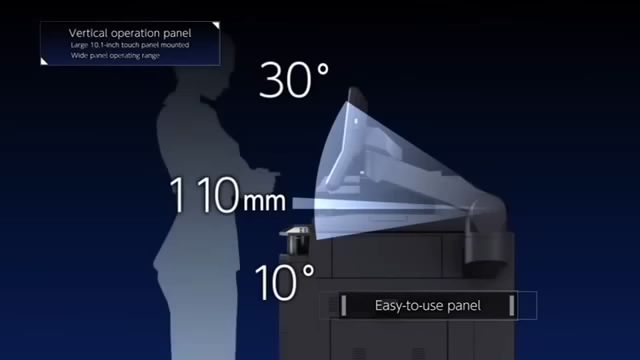 Vertical operation panel
Large 10.1-inch touch panel mounted
Wide panel operating range
30°
110mm
10°
Easy-to-use panel